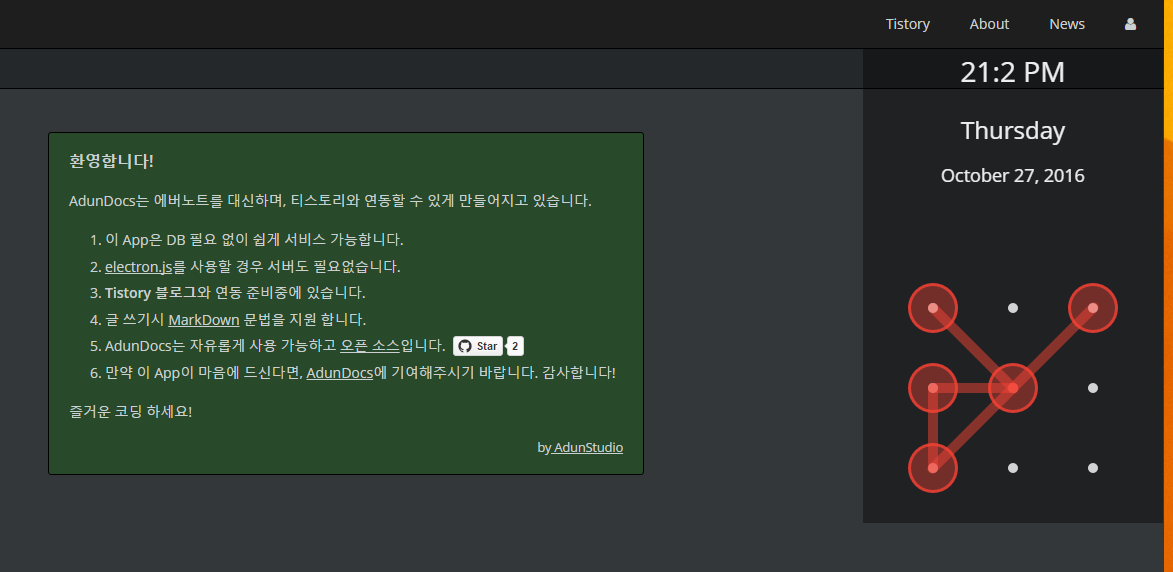 Tistory About News
21:2 PM
Thursday
October 27, 2016
환영합니다!
AdunDocs는 에버노트를 대신하며, 티스토리와 연동할 수 있게 만들어지고 있습니다.
1. 이 App은 DB 필요 없이 쉽게 서비스 가능합니다.
2. electron.js를 사용할 경우 서버도 필요없습니다.
3. Tistory 블로그와 연동 준비중에 있습니다.
4. 글 쓰기시 MarkDown 문법을 지원 합니다.
5. AdunDocs는 자유롭게 사용 가능하고 오픈 소스입니다. Star 2
6. 만약 이 App이 마음에 드신다면, AdunDocs에 기여해주시기 바랍니다. 감사합니다!
즐거운 코딩 하세요!
by AdunStudio